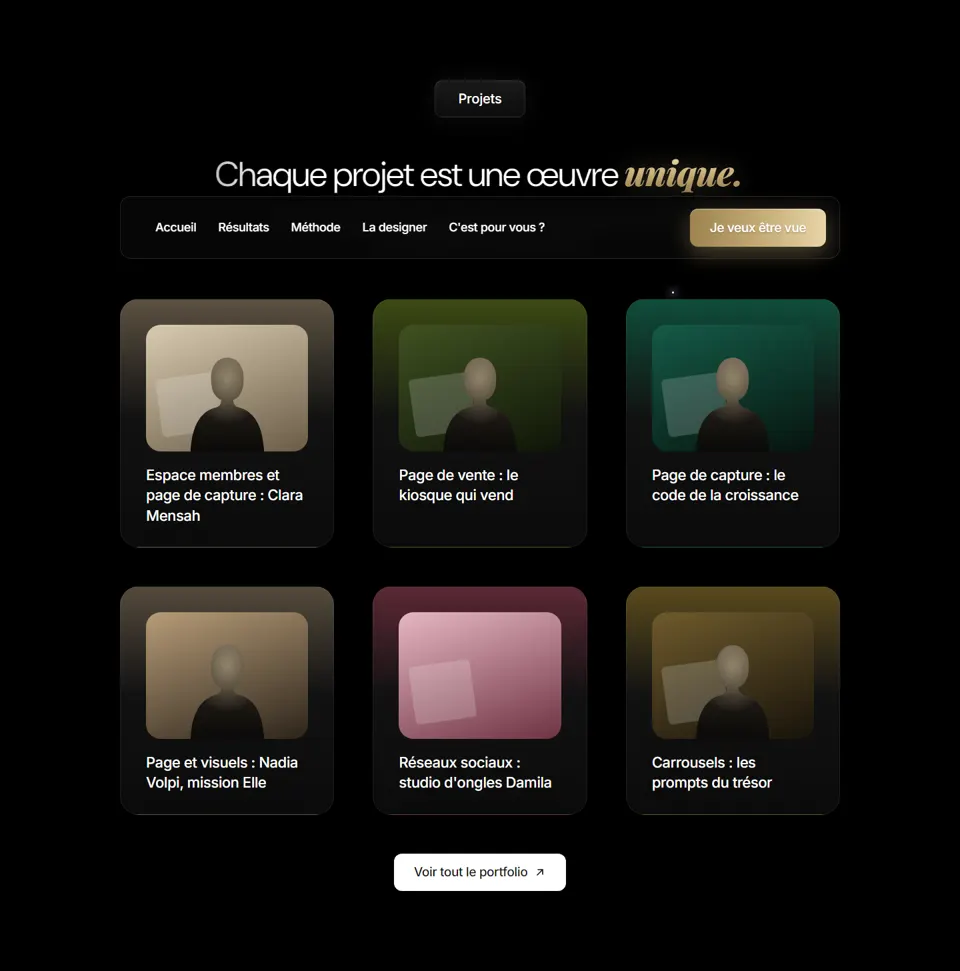 Projets
Chaque projet est une œuvre unique.
Accueil Résultats Méthode La designer C'est pour vous ? Je veux être vue
Espace membres et
page de capture : Clara
Mensah
Page de vente : le
kiosque qui vend
Page de capture : le
code de la croissance
Page et visuels : Nadia
Volpi, mission Elle
Réseaux sociaux :
studio d'ongles Damila
Carrousels : les
prompts du trésor
Voir tout le portfolio